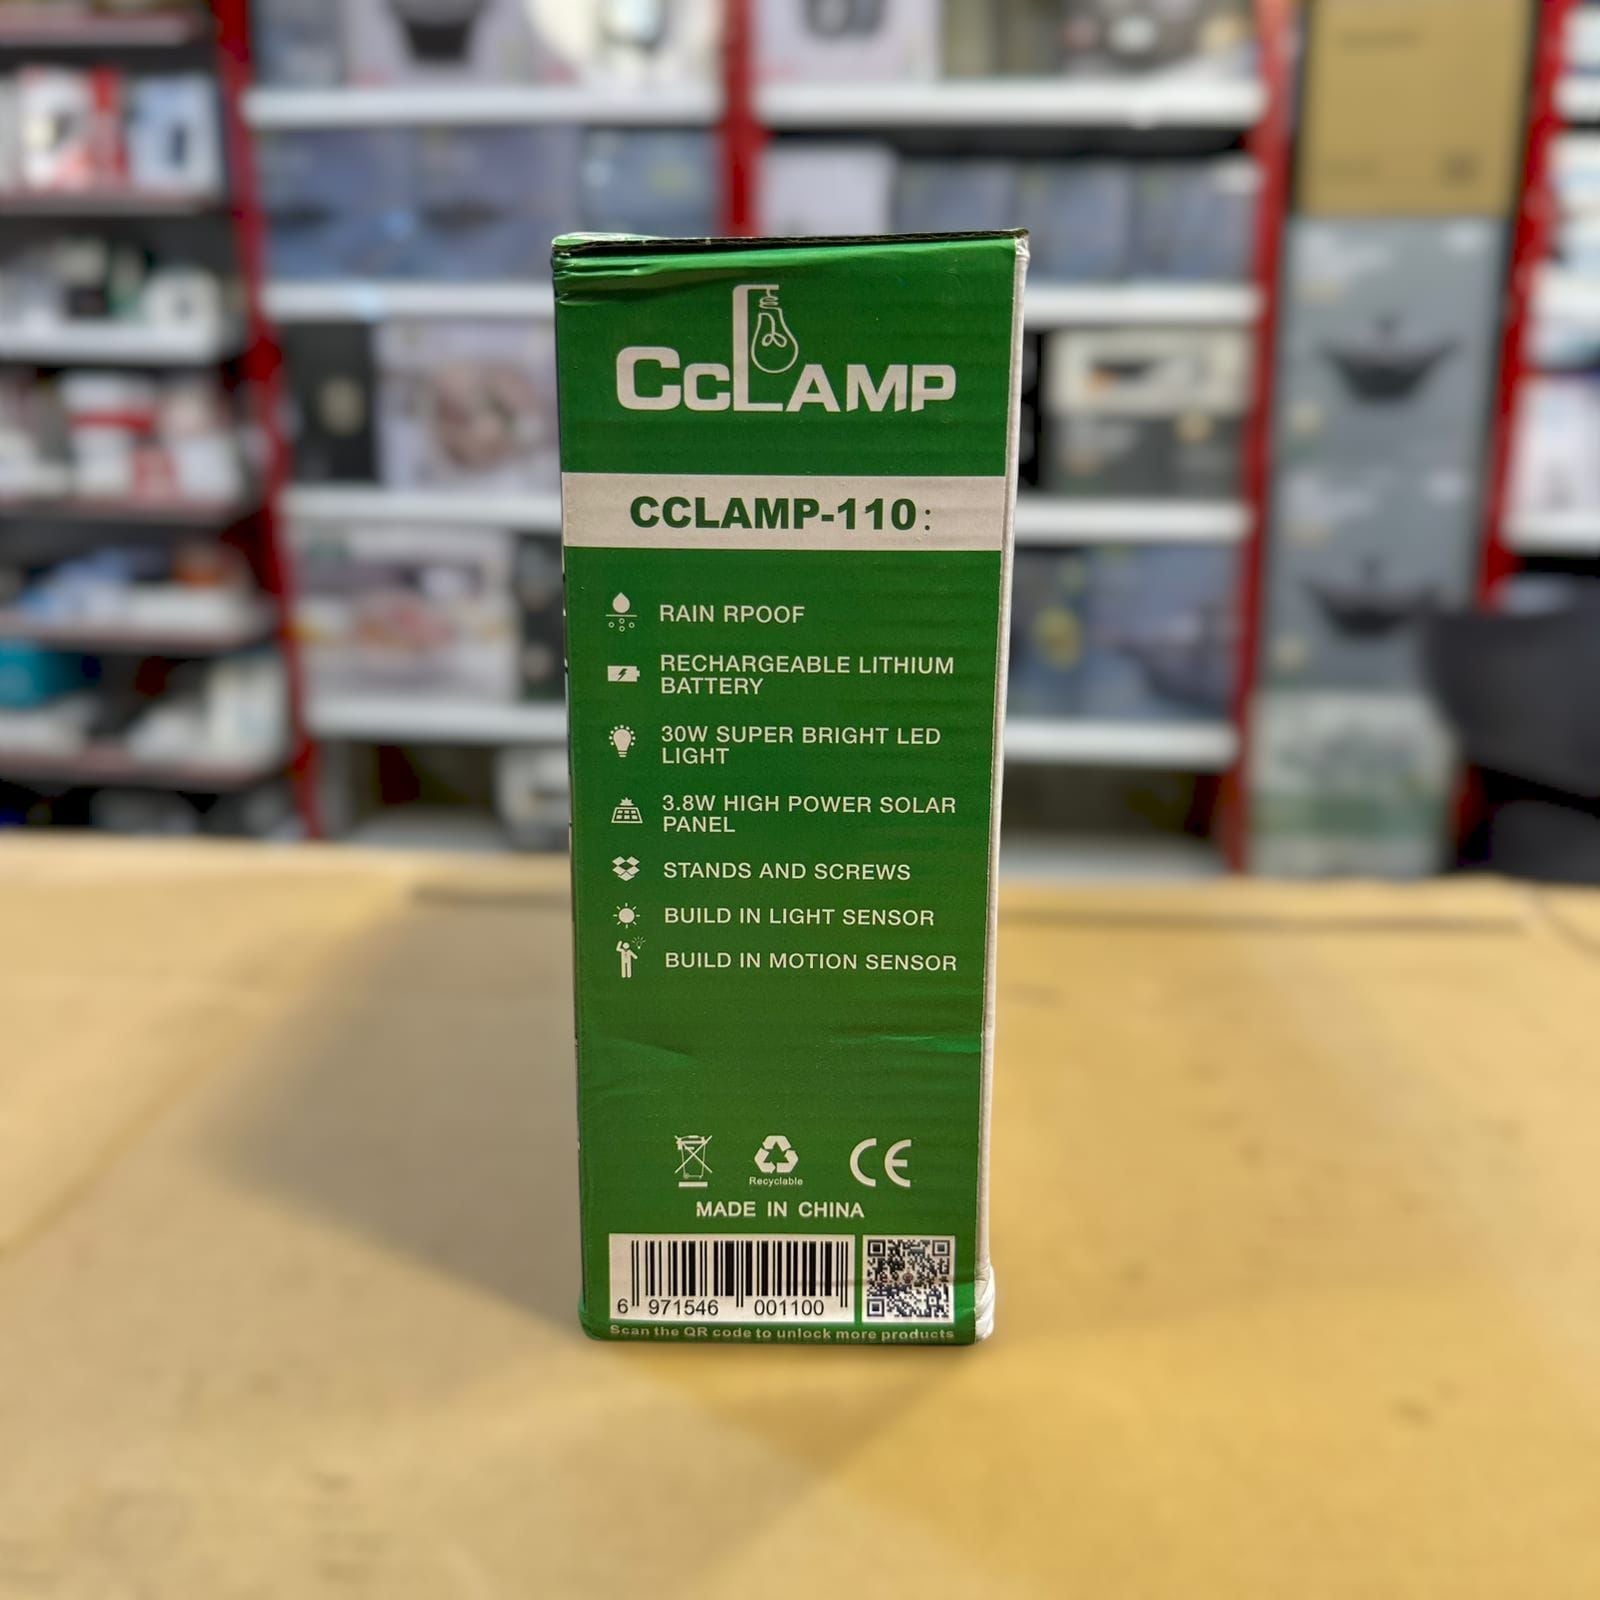 CCLAMP
CCLAMP-110:
RAIN RPOOF
RECHARGEABLE LITHIUM
BATTERY
30W SUPER BRIGHT LED
LIGHT
3.8W HIGH POWER SOLAR
PANEL
STANDS AND SCREWS
BUILD IN LIGHT SENSOR
BUILD IN MOTION SENSOR
Recyclable
CE
MADE IN CHINA
6 971546 001100
Scan the QR code to unlock more products